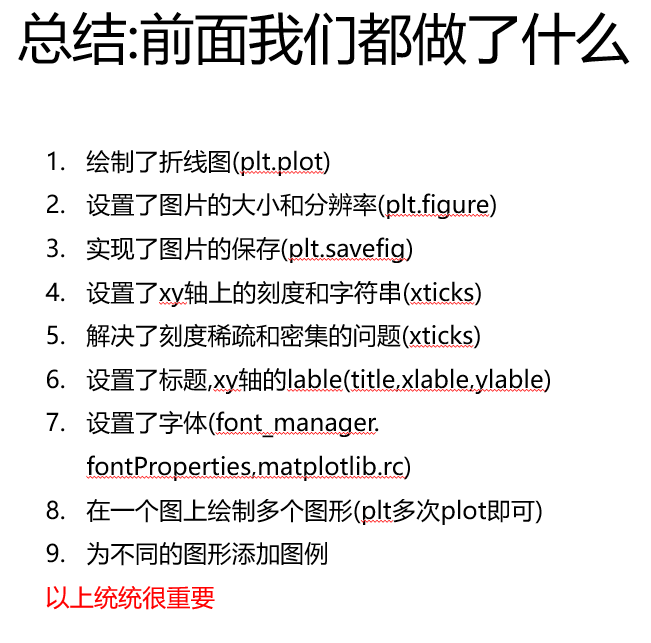 总结:前面我们都做了什么
1. 绘制了折线图(plt.plot)
2. 设置了图片的大小和分辨率(plt.figure)
3. 实现了图片的保存(plt.savefig)
4. 设置了xy轴上的刻度和字符串(xticks)
5. 解决了刻度稀疏和密集的问题(xticks)
6. 设置了标题,xy轴的lable(title,xlable,ylable)
7. 设置了字体(font_manager.
fontProperties,matplotlib.rc)
8. 在一个图上绘制多个图形(plt多次plot即可)
9. 为不同的图形添加图例
以上统统很重要